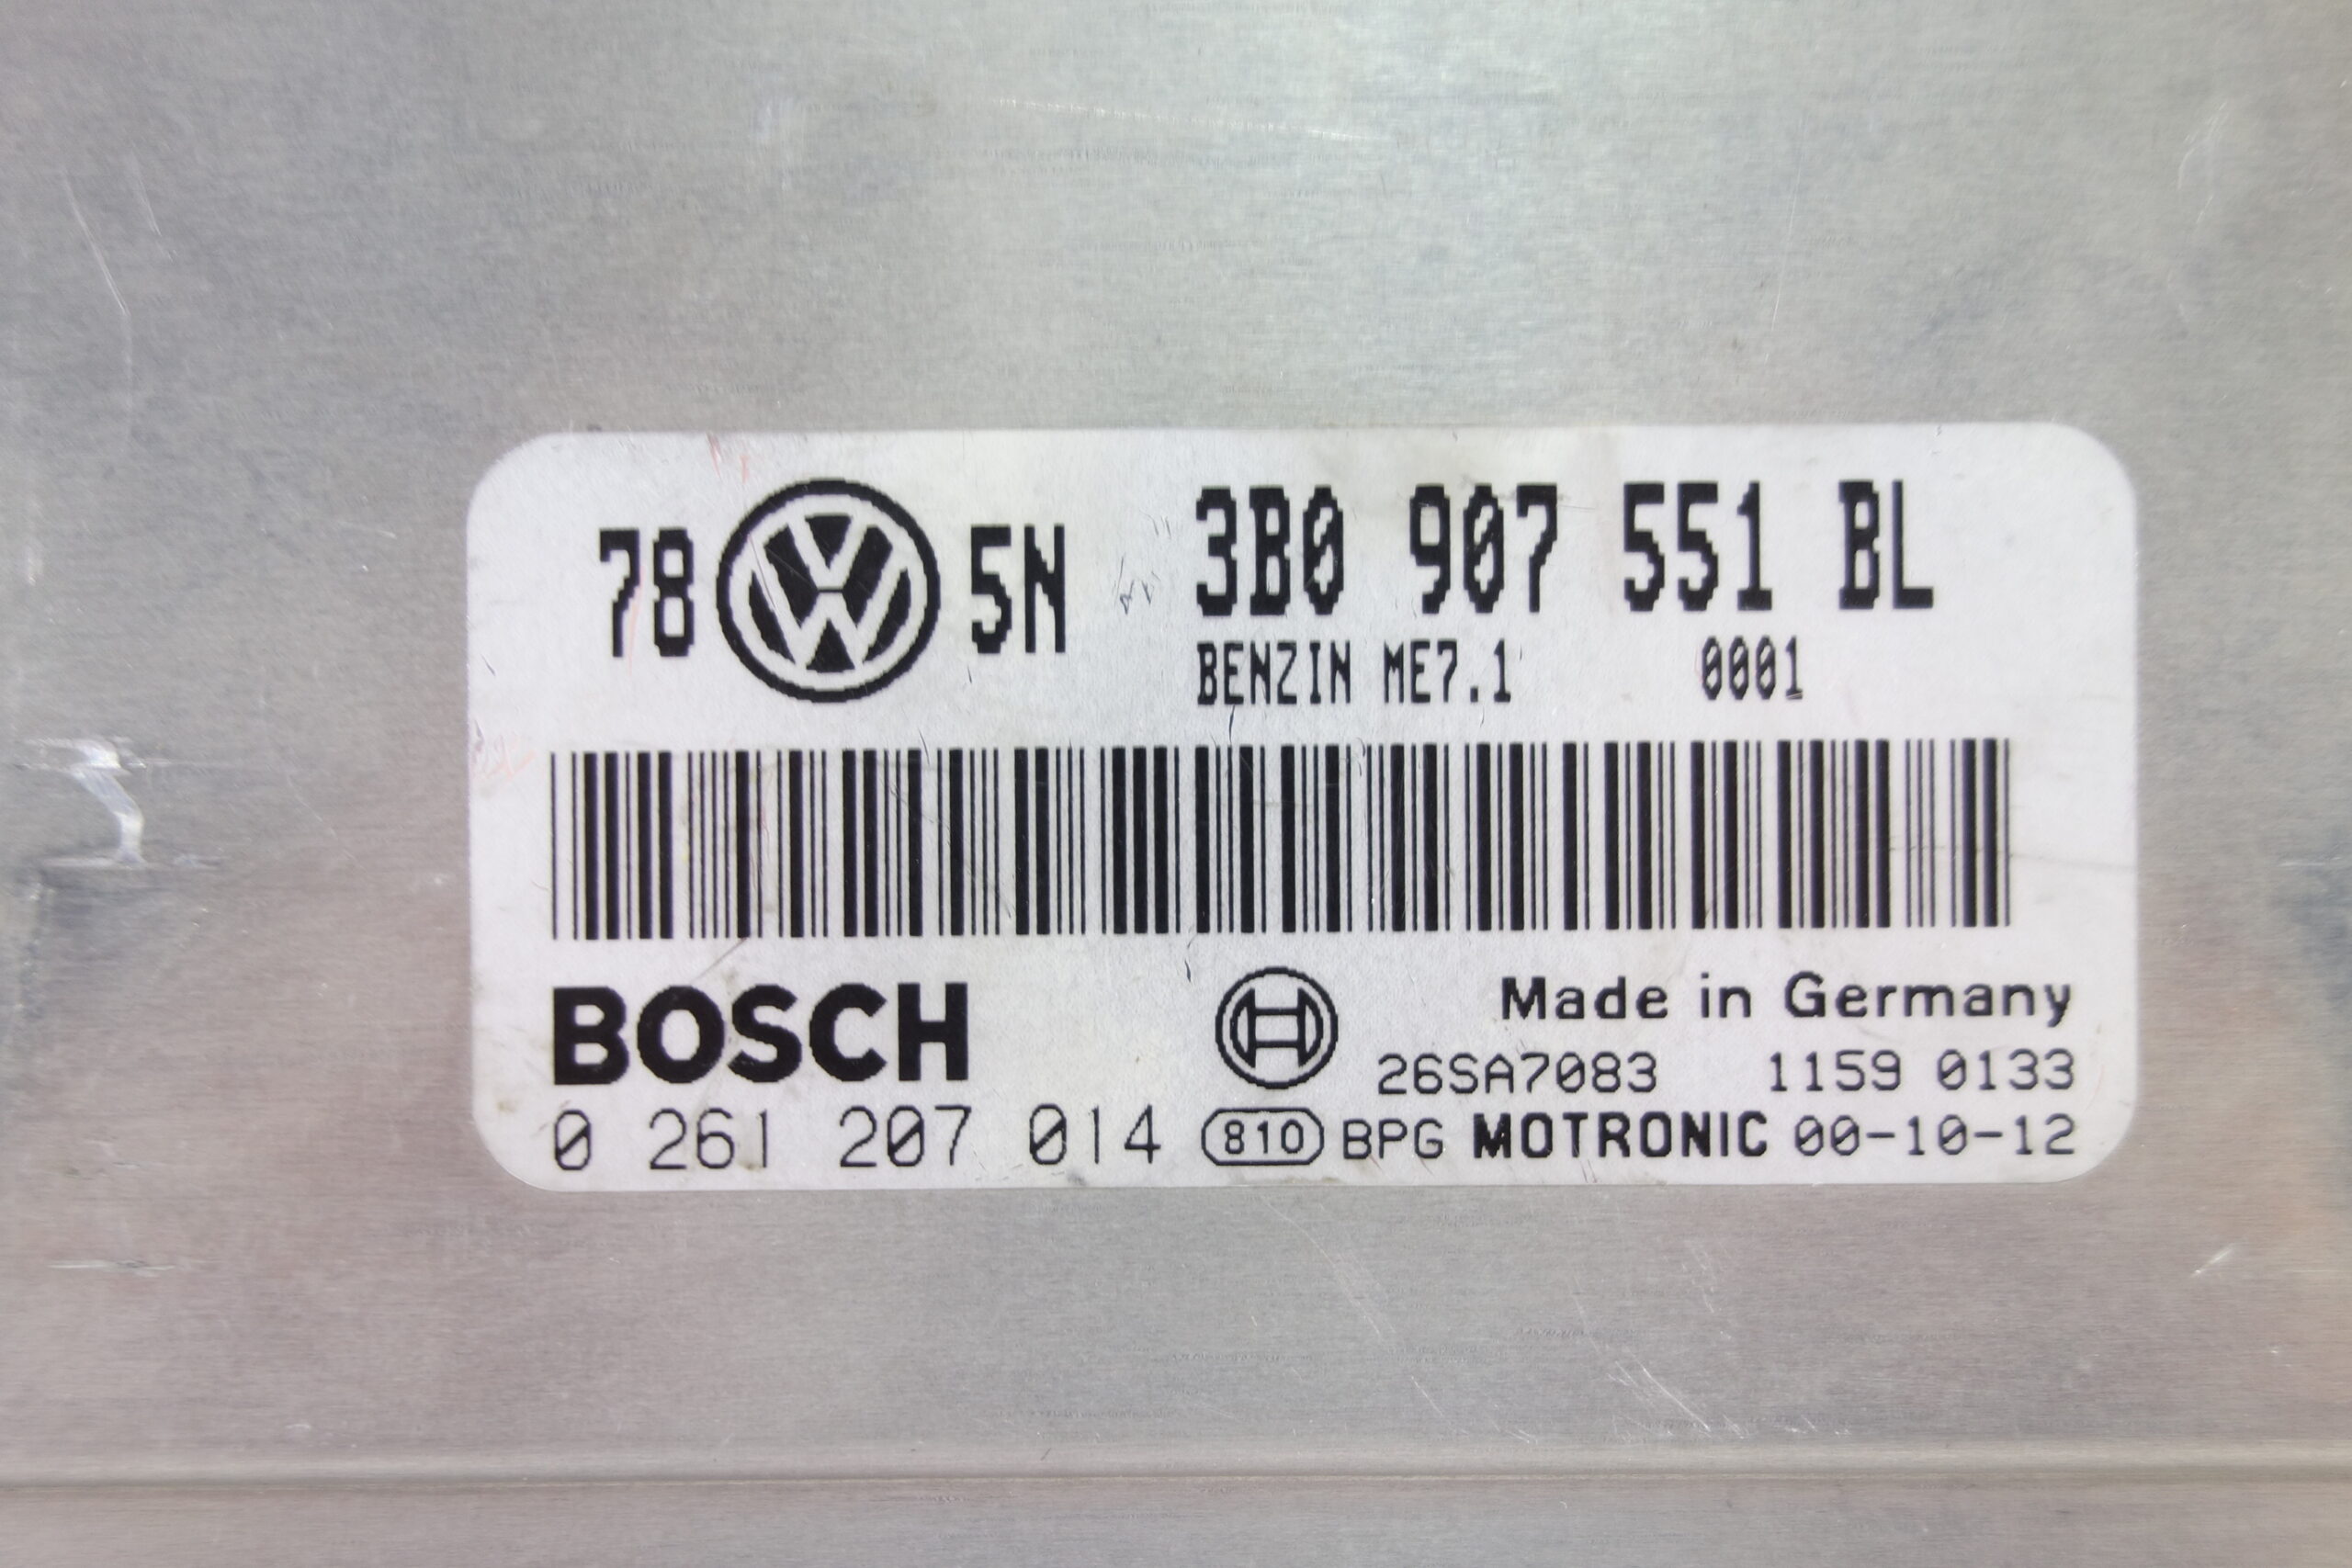 78 5N 3B0 907 551 BL
BENZIN ME7.1 0001
BOSCH
Made in Germany
26SA7083 1159 0133
0 261 207 014 810 BPG MOTRONIC 00-10-12